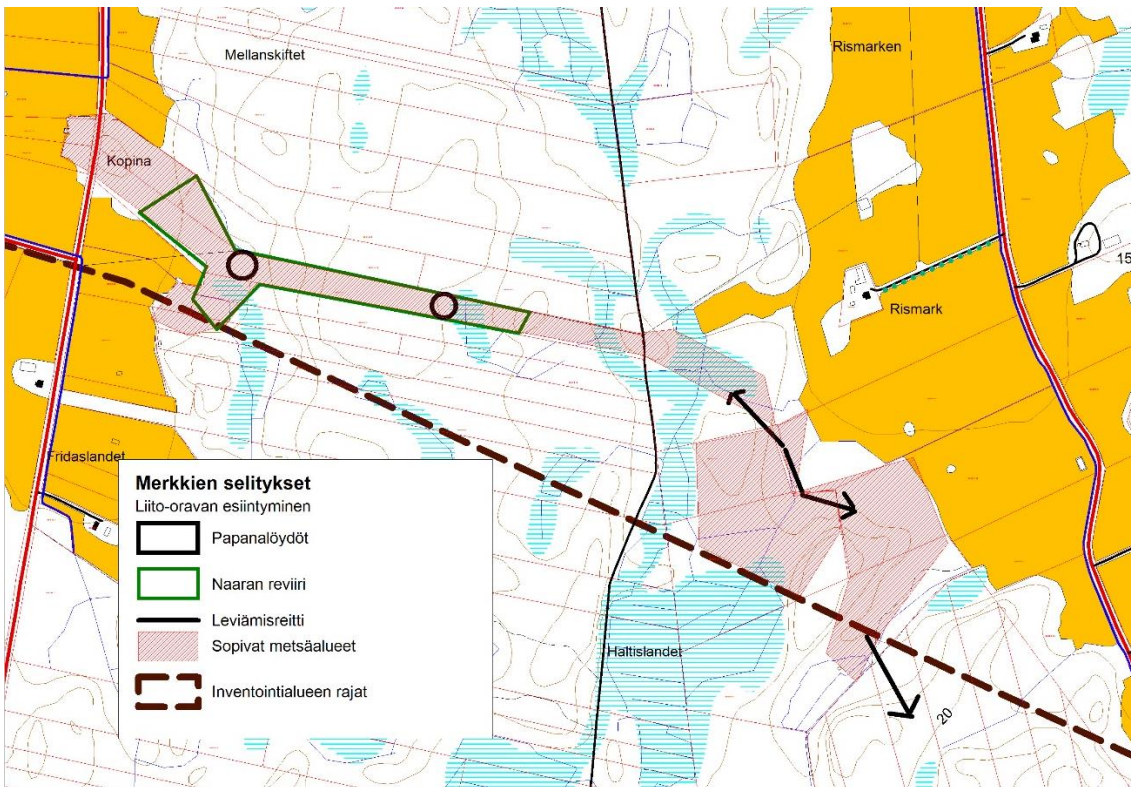 Mellanskiftet
Rismarken
Kopina
15
Rismark
Fridaslandet
Merkkien selitykset
Liito-oravan esiintyminen
Papanalöydöt
Naaran reviiri
Leviämisreitti
Sopivat metsäalueet
Inventointialueen rajat
Haltislandet
20